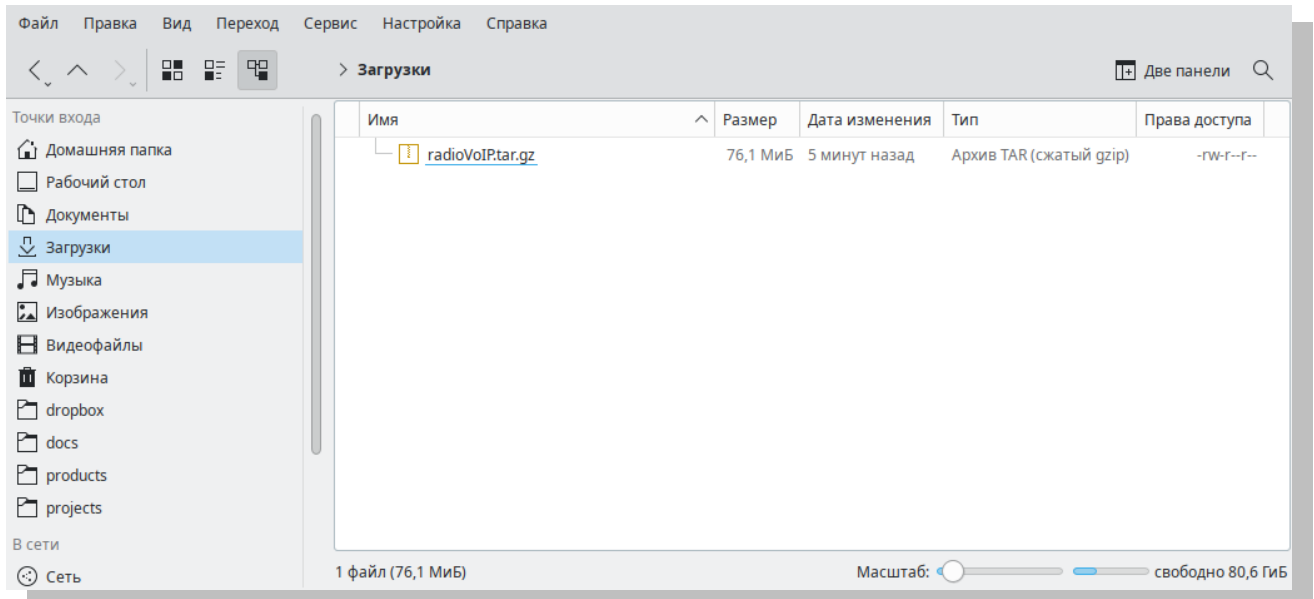 Файл Правка Вид Переход Сервис Настройка Справка
Загрузки Две панели
Точки входа
Домашняя папка
Рабочий стол
Документы
Загрузки
Музыка
Изображения
Видеофайлы
Корзина
dropbox
docs
products
projects
В сети
Сеть
Имя Размер Дата изменения Тип Права доступа
radioVoIP.tar.gz 76,1 МиБ 5 минут назад Архив TAR (сжатый gzip) -rw-r--r--
1 файл (76,1 МиБ) Масштаб: свободно 80,6 ГиБ